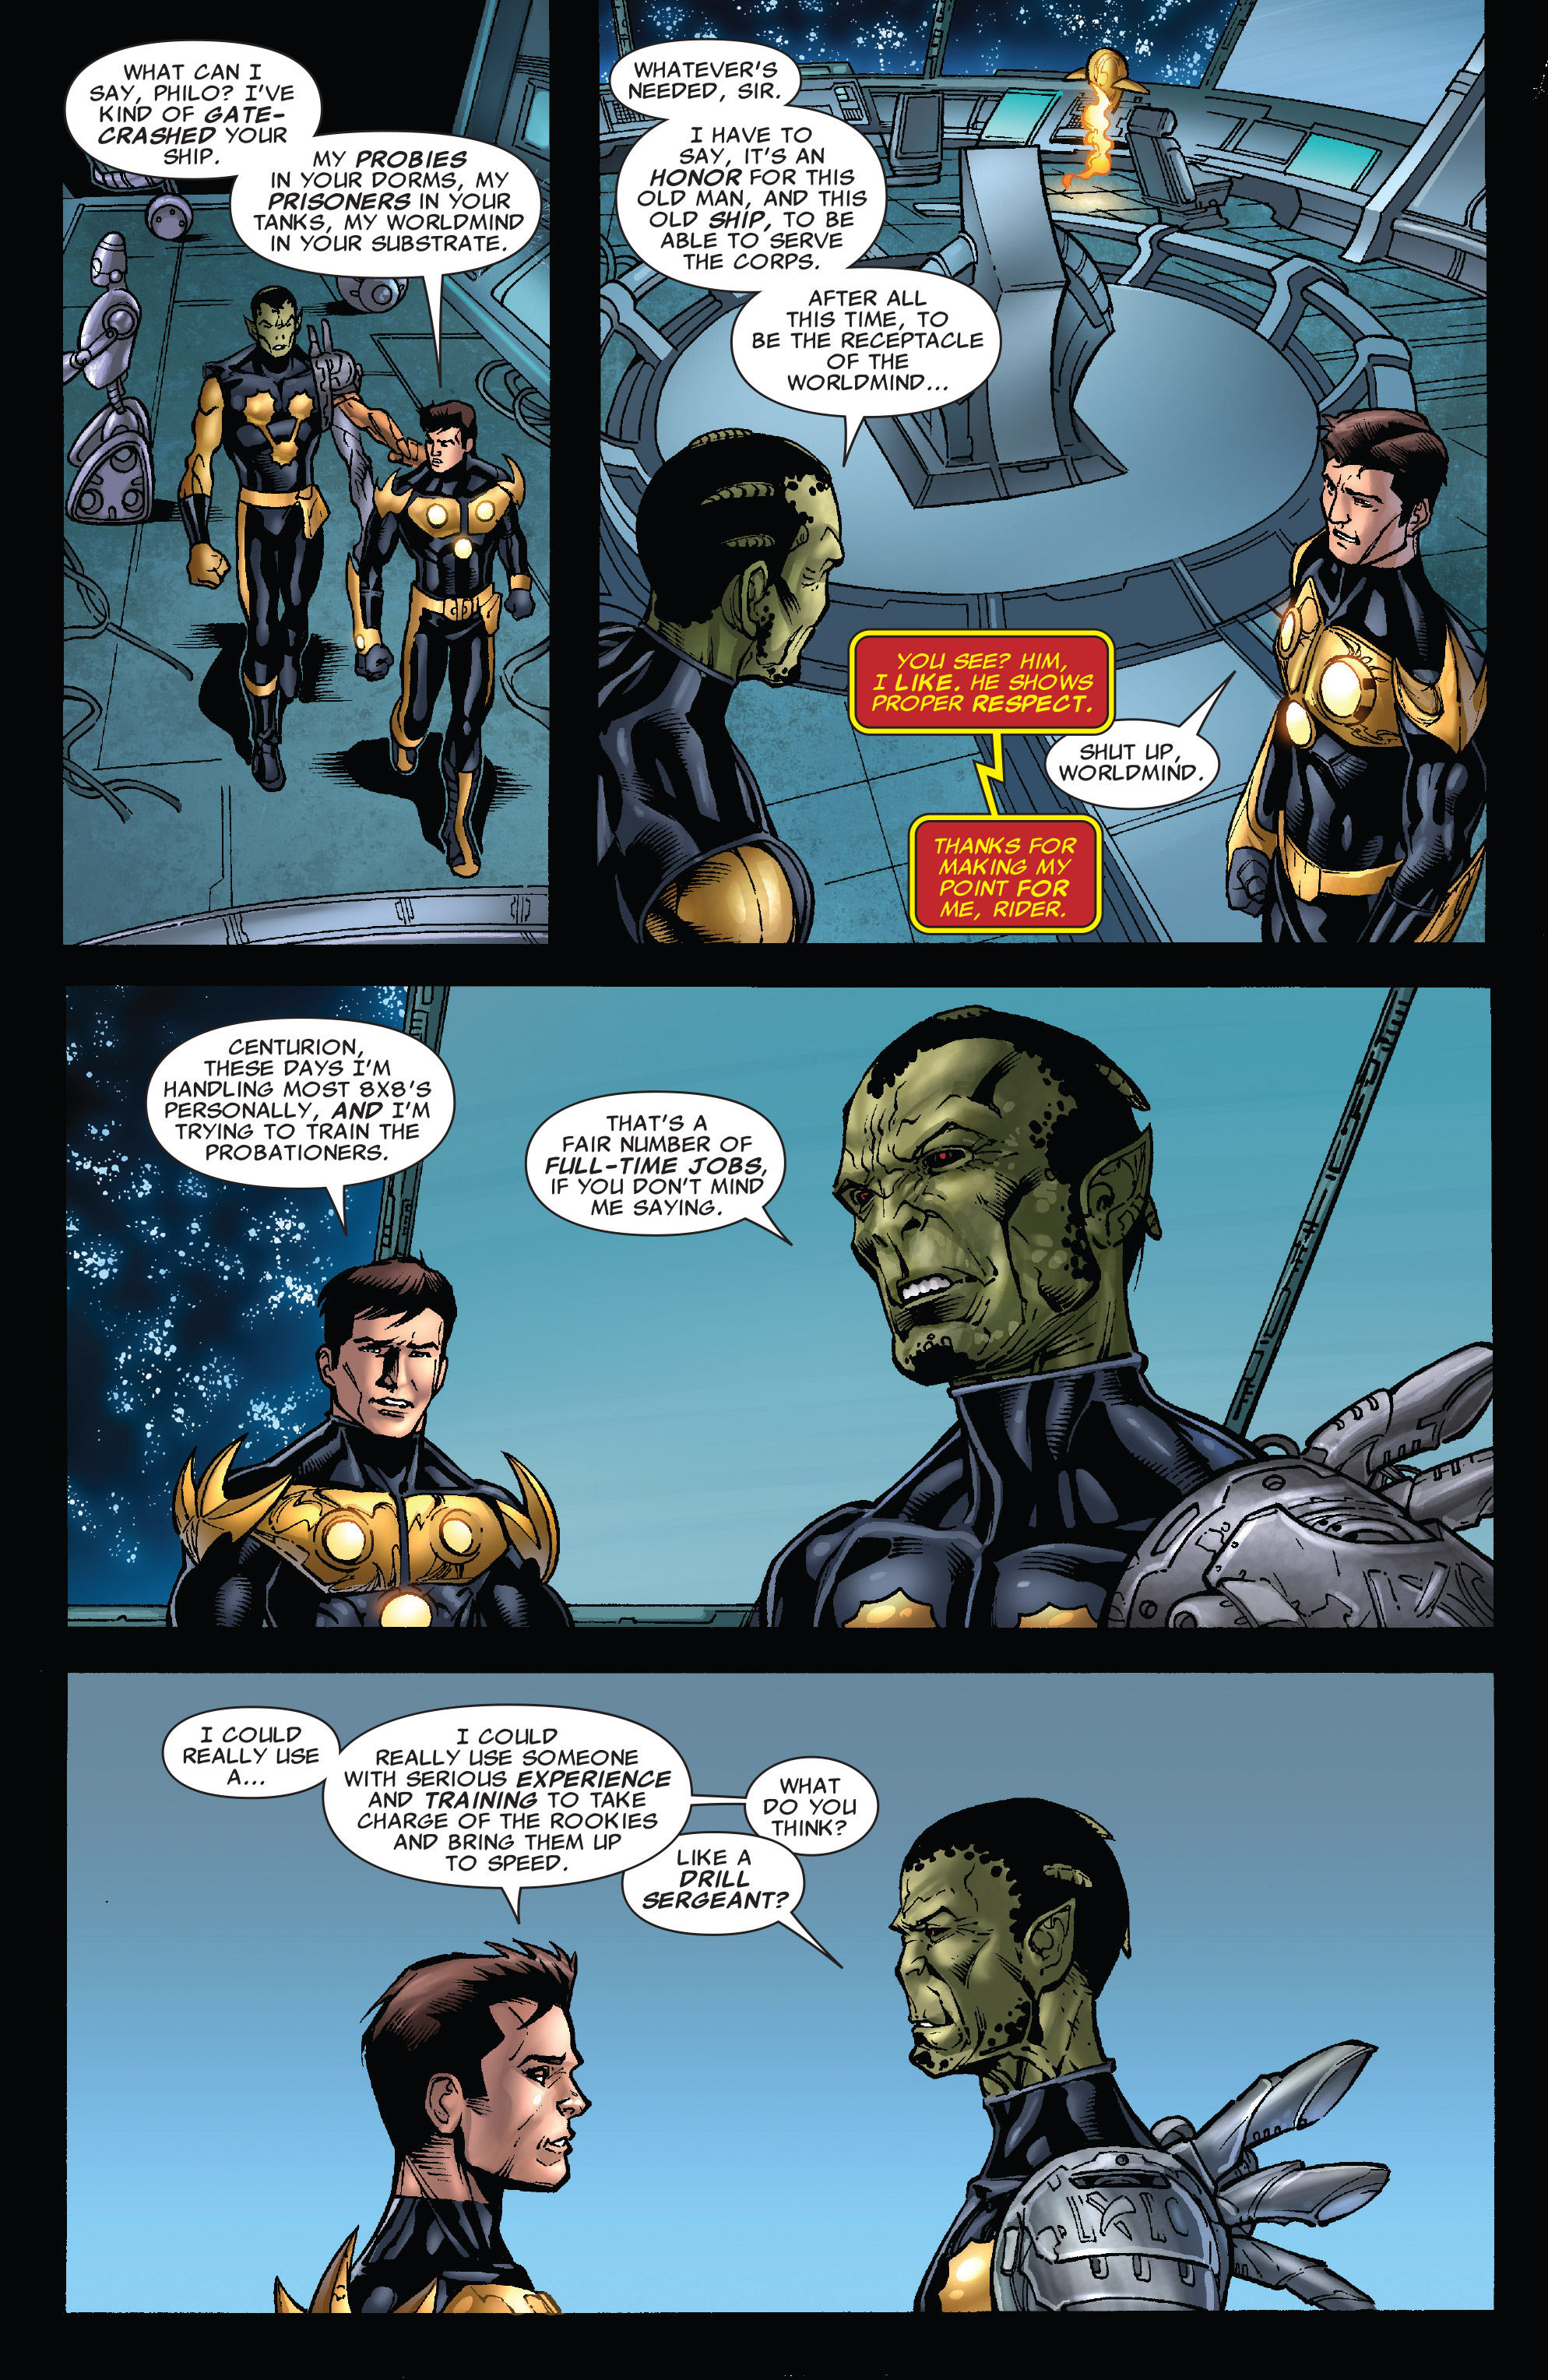 WHAT CAN I
SAY, PHILO? I'VE
KIND OF GATE-
CRASHED YOUR
SHIP.
MY PROBIES
IN YOUR DORMS, MY
PRISONERS IN YOUR
TANKS, MY WORLDMIND
IN YOUR SUBSTRATE.
WHATEVER'S
NEEDED, SIR.
I HAVE TO
SAY, IT'S AN
HONOR FOR THIS
OLD MAN, AND THIS
OLD SHIP, TO BE
ABLE TO SERVE
THE CORPS.
AFTER ALL
THIS TIME, TO
BE THE RECEPTACLE
OF THE
WORLDMIND...
YOU SEE? HIM,
I LIKE. HE SHOWS
PROPER RESPECT.
SHUT UP,
WORLDMIND.
THANKS FOR
MAKING MY
POINT FOR
ME, RIDER.
CENTURION,
THESE DAYS I'M
HANDLING MOST 8X8'S
PERSONALLY, AND I'M
TRYING TO TRAIN THE
PROBATIONERS.
THAT'S A
FAIR NUMBER OF
FULL-TIME JOBS,
IF YOU DON'T MIND
ME SAYING.
I COULD
REALLY USE
A...
I COULD
REALLY USE SOMEONE
WITH SERIOUS EXPERIENCE
AND TRAINING TO TAKE
CHARGE OF THE ROOKIES
AND BRING THEM UP
TO SPEED.
WHAT
DO YOU
THINK?
LIKE A
DRILL
SERGEANT?